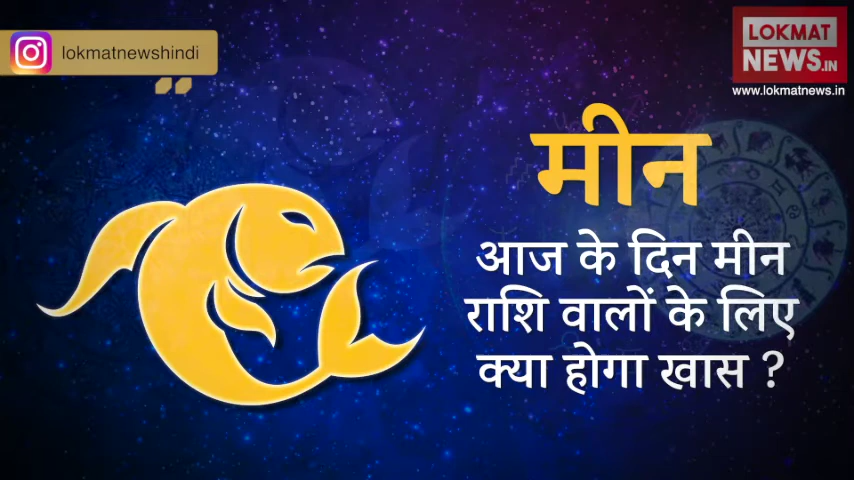 lokmatnewshindi
LOKMAT
NEWS.IN
www.lokmatnews.in
मीन
आज के दिन मीन
राशि वालों के लिए
क्या होगा खास ?